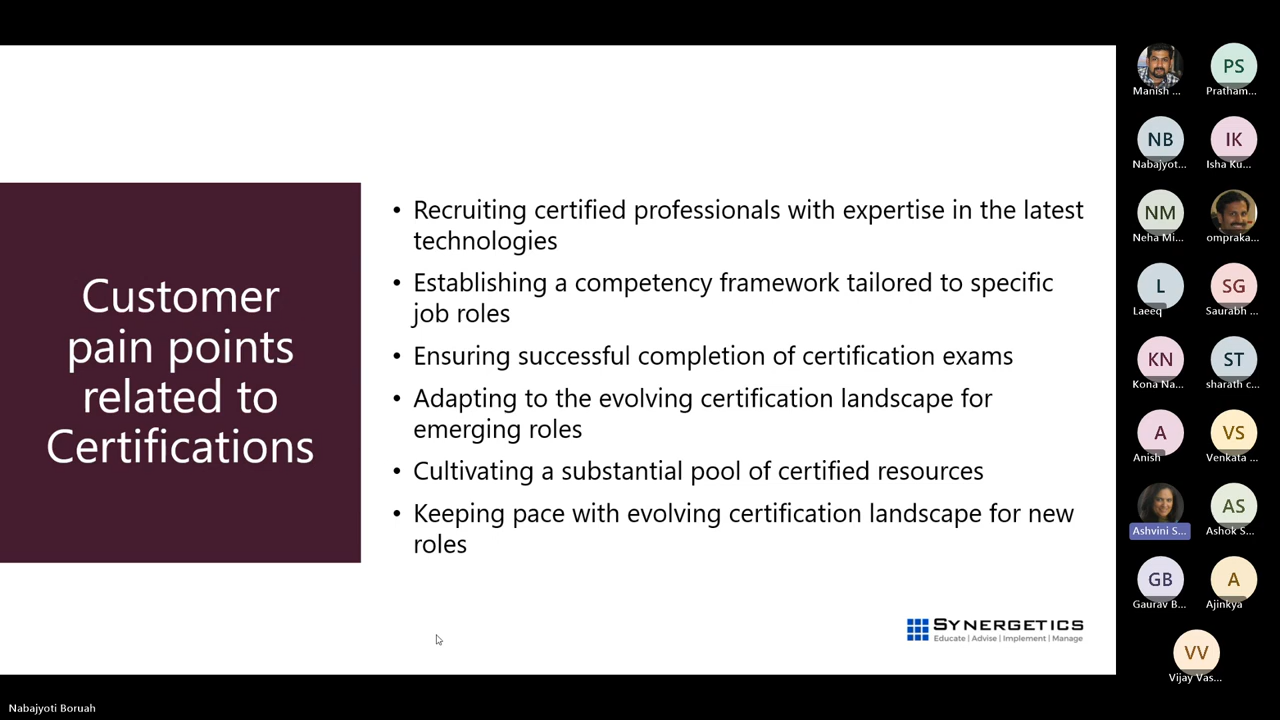 Customer
pain points
related to
Certifications
• Recruiting certified professionals with expertise in the latest
technologies
• Establishing a competency framework tailored to specific
job roles
• Ensuring successful completion of certification exams
• Adapting to the evolving certification landscape for
emerging roles
• Cultivating a substantial pool of certified resources
• Keeping pace with evolving certification landscape for new
roles
SYNERGETICS
Educate | Advise | Implement | Manage
Manish ...
PS
Pratham...
NB
Nabajyot...
IK
Isha Ku...
NM
Neha Mi...
ompraka...
L
Laeeq
SG
Saurabh ...
KN
Kona Na...
ST
sharath c...
A
Anish
VS
Venkata ...
Ashvini S...
AS
Ashok S...
GB
Gaurav B...
A
Ajinkya
VV
Vijay Vas...
Nabajyoti Boruah